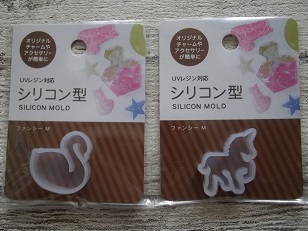 オリジナル
チャームや
アクセサリー
が簡単に
UVレジン対応
シリコン型
SILICON MOLD
ファンシー M
オリジナル
チャームや
アクセサリー
が簡単に
UVレジン対応
シリコン型
SILICON MOLD
ファンシー M